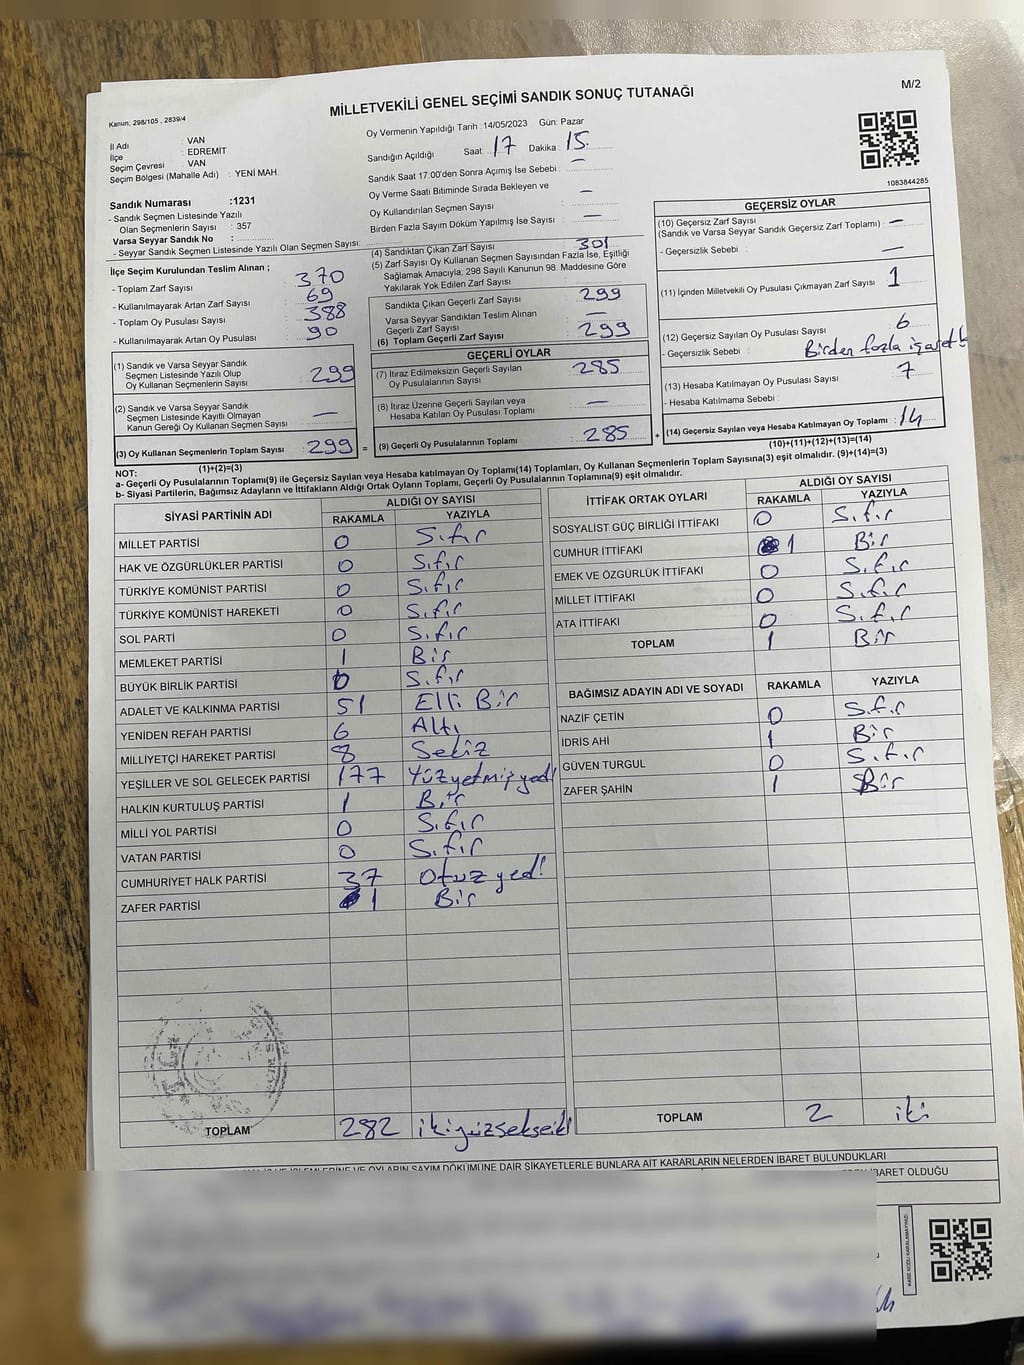 M/2
MİLLETVEKİLİ GENEL SEÇİMİ SANDIK SONUÇ TUTANAĞI
Kanun, 298/105 , 2839/4
İl Adı : VAN
İlçe : EDREMIT
Seçim Çevresi : VAN
Seçim Bölgesi (Mahalle Adı) : YENİ MAH.
Oy Vermenin Yapıldığı Tarih :14/05/2023 Gün: Pazar
Sandığın Açıldığı Saat: 17 Dakika : 15
Sandık Saat 17:00'den Sonra Açımış İse Sebebi : —
Oy Verme Saati Bitiminde Sırada Bekleyen ve
Oy Kullandırılan Seçmen Sayısı : —
Birden Fazla Sayım Döküm Yapılmış İse Sayısı : —
1083844285
Sandık Numarası :1231
- Sandık Seçmen Listesinde Yazılı
Olan Seçmenlerin Sayısı : 357
Varsa Seyyar Sandık No :
- Seyyar Sandık Seçmen Listesinde Yazılı Olan Seçmen Sayısı:
İlçe Seçim Kurulundan Teslim Alınan ;
- Toplam Zarf Sayısı : 370
- Kullanılmayarak Artan Zarf Sayısı : 69
- Toplam Oy Pusulası Sayısı : 388
- Kullanılmayarak Artan Oy Pusulası : 90
(1) Sandık ve Varsa Seyyar Sandık
Seçmen Listesinde Yazılı Olup
Oy Kullanan Seçmenlerin Sayısı : 299
(2) Sandık ve Varsa Seyyar Sandık
Seçmen Listesinde Kayıtlı Olmayan
Kanun Gereği Oy Kullanan Seçmen Sayısı : —
(3) Oy Kullanan Seçmenlerin Toplam Sayısı : 299 =
(1)+(2)=(3)
(4) Sandıktan Çıkan Zarf Sayısı : 301
(5) Zarf Sayısı Oy Kullanan Seçmen Sayısından Fazla İse, Eşitliği
Sağlamak Amacıyla, 298 Sayılı Kanunun 98. Maddesine Göre
Yakılarak Yok Edilen Zarf Sayısı :
Sandıkta Çıkan Geçerli Zarf Sayısı : 299
Varsa Seyyar Sandıktan Teslim Alınan
Geçerli Zarf Sayısı : —
(6) Toplam Geçerli Zarf Sayısı : 299
GEÇERLİ OYLAR
(7) İtiraz Edilmeksizin Geçerli Sayılan
Oy Pusulalarının Sayısı : 285
(8) İtiraz Üzerine Geçerli Sayılan veya
Hesaba Katılan Oy Pusulası Toplamı : —
(9) Geçerli Oy Pusulalarının Toplamı : 285 +
GEÇERSİZ OYLAR
(10) Geçersiz Zarf Sayısı
(Sandık ve Varsa Seyyar Sandık Geçersiz Zarf Toplamı) : —
- Geçersizlik Sebebi : —
(11) İçinden Milletvekili Oy Pusulası Çıkmayan Zarf Sayısı : 1
(12) Geçersiz Sayılan Oy Pusulası Sayısı : 6
- Geçersizlik Sebebi : Birden fazla işaretli
(13) Hesaba Katılmayan Oy Pusulası Sayısı : 7
- Hesaba Katılmama Sebebi :
(14) Geçersiz Sayılan veya Hesaba Katılmayan Oy Toplamı : 14
(10)+(11)+(12)+(13)=(14)
NOT:
a- Geçerli Oy Pusulasının Toplamı(9) ile Geçersiz Sayılan veya Hesaba katılmayan Oy Toplamı(14) Toplamları, Oy Kullanan Seçmenlerin Toplam Sayısına(3) eşit olmalıdır. (9)+(14)=(3)
b- Siyasi Partilerin, Bağımsız Adayların ve İttifakların Aldığı Ortak Oyların Toplamı, Geçerli Oy Pusulalarının Toplamına(9) eşit olmalıdır.
SİYASİ PARTİNİN ADI ALDIĞI OY SAYISI
RAKAMLA YAZIYLA
MİLLET PARTİSİ 0 Sıfır
HAK VE ÖZGÜRLÜKLER PARTİSİ 0 Sıfır
TÜRKİYE KOMÜNİST PARTİSİ 0 Sıfır
TÜRKİYE KOMÜNİST HAREKETİ 0 Sıfır
SOL PARTİ 0 Sıfır
MEMLEKET PARTİSİ 1 Bir
BÜYÜK BİRLİK PARTİSİ 0 Sıfır
ADALET VE KALKINMA PARTİSİ 51 Elli Bir
YENİDEN REFAH PARTİSİ 6 Altı
MİLLİYETÇİ HAREKET PARTİSİ 8 Sekiz
YEŞİLLER VE SOL GELECEK PARTİSİ 177 Yüzyetmişyedi
HALKIN KURTULUŞ PARTİSİ 1 Bir
MİLLİ YOL PARTİSİ 0 Sıfır
VATAN PARTİSİ 0 Sıfır
CUMHURİYET HALK PARTİSİ 37 Otuz yedi
ZAFER PARTİSİ 1 Bir
TOPLAM 282 ikiyüzsekseniki
İTTİFAK ORTAK OYLARI ALDIĞI OY SAYISI
RAKAMLA YAZIYLA
SOSYALIST GÜÇ BİRLİĞİ İTTİFAKI 0 Sıfır
CUMHUR İTTİFAKI 1 Bir
EMEK VE ÖZGÜRLÜK İTTİFAKI 0 Sıfır
MİLLET İTTİFAKI 0 Sıfır
ATA İTTİFAKI 0 Sıfır
TOPLAM 1 Bir
BAĞIMSIZ ADAYIN ADI VE SOYADI RAKAMLA YAZIYLA
NAZİF ÇETİN 0 Sıfır
İDRİS AHİ 1 Bir
GÜVEN TURGUL 0 Sıfır
ZAFER ŞAHİN 1 Bir
TOPLAM 2 iki
VE OYLARIN SAYIM DÖKÜMÜNE DAİR ŞİKAYETLERLE BUNLARA AİT KARARLARIN NELERDEN İBARET BULUNDUKLARI
İBARET OLDUĞU